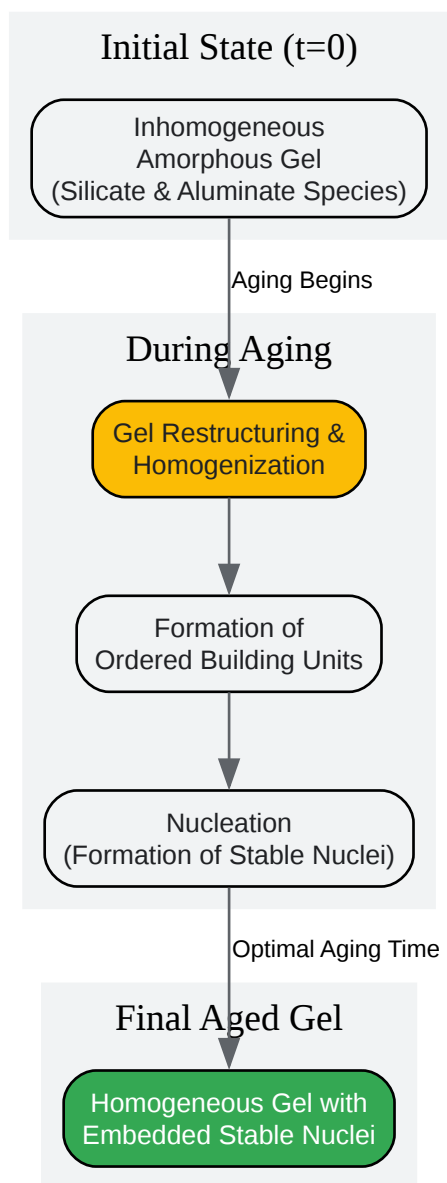 Initial State (t=0)
Inhomogeneous
Amorphous Gel
(Silicate & Aluminate Species)
Aging Begins
During Aging
Gel Restructuring &
Homogenization
Formation of
Ordered Building Units
Nucleation
(Formation of Stable Nuclei)
Optimal Aging Time
Final Aged Gel
Homogeneous Gel with
Embedded Stable Nuclei